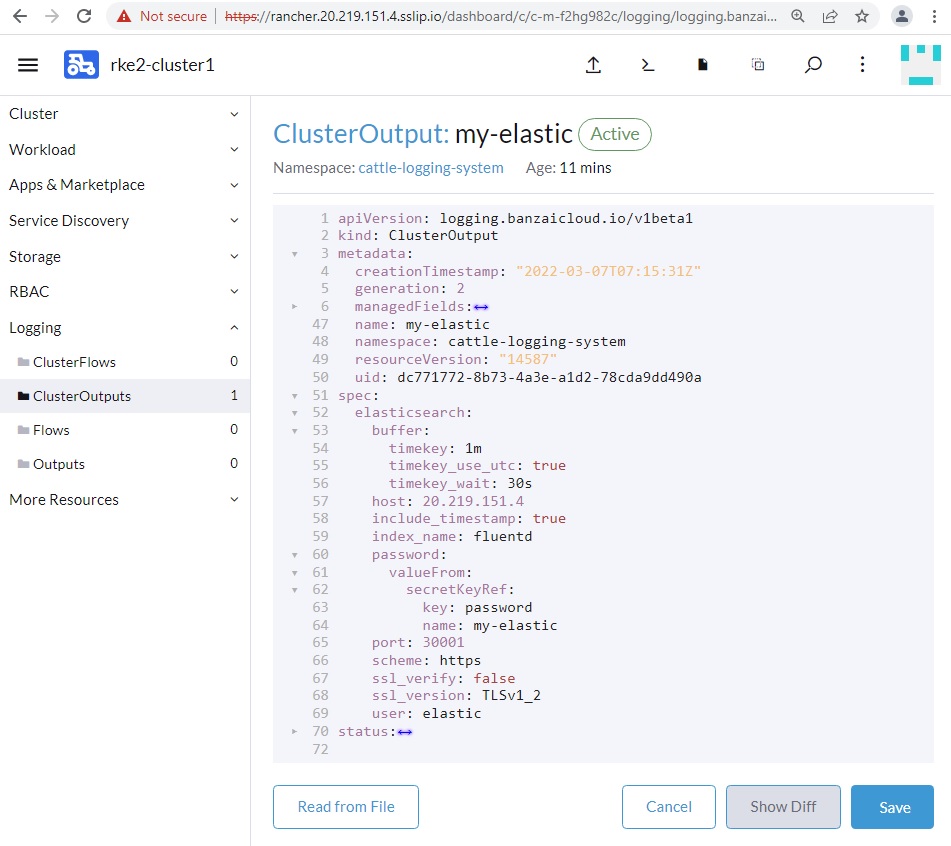 Not secure | https://rancher.20.219.151.4.sslip.io/dashboard/c/c-m-f2hg982c/logging/logging.banzai...
rke2-cluster1
Cluster
Workload
Apps & Marketplace
Service Discovery
Storage
RBAC
Logging
ClusterFlows 0
ClusterOutputs 1
Flows 0
Outputs 0
More Resources
ClusterOutput: my-elastic Active
Namespace: cattle-logging-system Age: 11 mins
1 apiVersion: logging.banzaicloud.io/v1beta1
2 kind: ClusterOutput
3 metadata:
4   creationTimestamp: "2022-03-07T07:15:31Z"
5   generation: 2
6   managedFields:↔
47   name: my-elastic
48   namespace: cattle-logging-system
49   resourceVersion: "14587"
50   uid: dc771772-8b73-4a3e-a1d2-78cda9dd490a
51 spec:
52   elasticsearch:
53     buffer:
54       timekey: 1m
55       timekey_use_utc: true
56       timekey_wait: 30s
57     host: 20.219.151.4
58     include_timestamp: true
59     index_name: fluentd
60     password:
61       valueFrom:
62         secretKeyRef:
63           key: password
64           name: my-elastic
65     port: 30001
66     scheme: https
67     ssl_verify: false
68     ssl_version: TLSv1_2
69     user: elastic
70 status:↔
72
Read from File
Cancel
Show Diff
Save